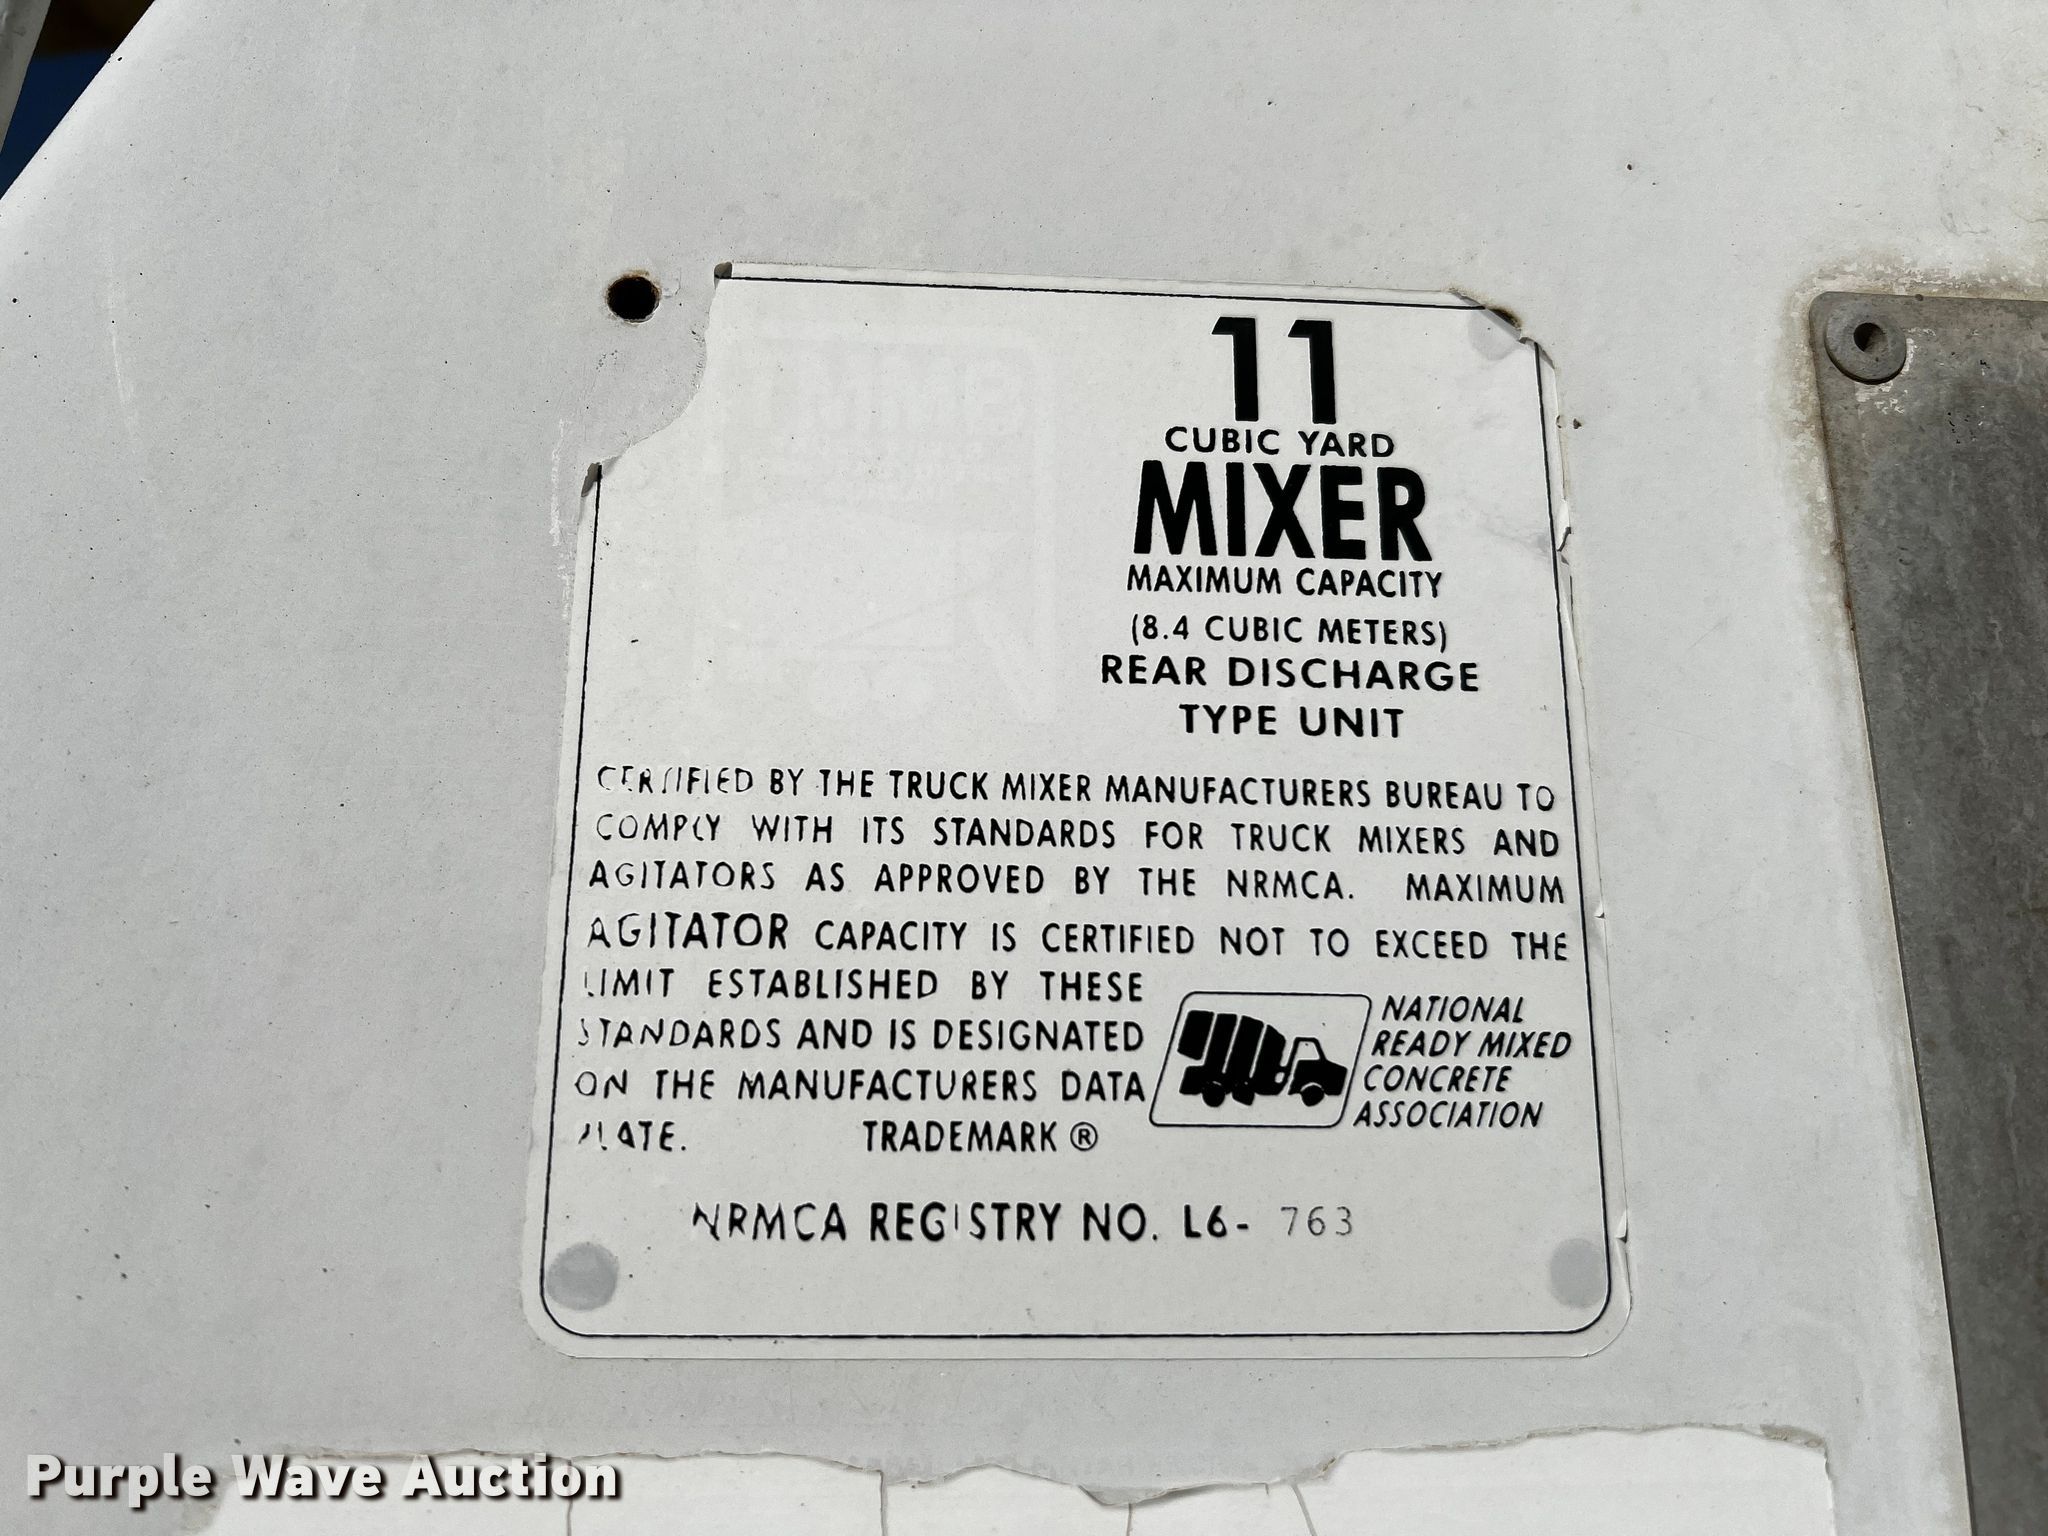 11
CUBIC YARD
MIXER
MAXIMUM CAPACITY
(8.4 CUBIC METERS)
REAR DISCHARGE
TYPE UNIT
CERTIFIED BY THE TRUCK MIXER MANUFACTURERS BUREAU TO
COMPLY WITH ITS STANDARDS FOR TRUCK MIXERS AND
AGITATORS AS APPROVED BY THE NRMCA. MAXIMUM
AGITATOR CAPACITY IS CERTIFIED NOT TO EXCEED THE
LIMIT ESTABLISHED BY THESE
STANDARDS AND IS DESIGNATED
ON THE MANUFACTURERS DATA
PLATE. TRADEMARK ®
NATIONAL
READY MIXED
CONCRETE
ASSOCIATION
NRMCA REGISTRY NO. L6- 763
Purple Wave Auction